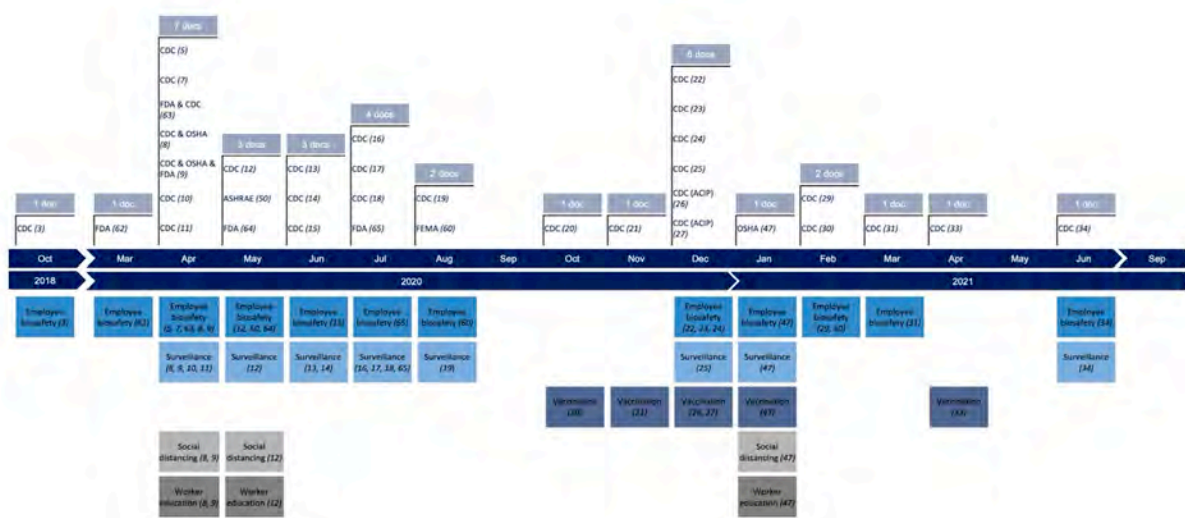 7 docs
CDC (5)
CDC (7)
FDA & CDC
(63)
CDC & OSHA
(8)
CDC & OSHA &
FDA (9)
CDC (10)
CDC (11)
3 docs
CDC (12)
ASHRAE (50)
FDA (64)
3 docs
CDC (13)
CDC (14)
CDC (15)
4 docs
CDC (16)
CDC (17)
CDC (18)
FDA (65)
2 docs
CDC (19)
FEMA (60)
6 docs
CDC (22)
CDC (23)
CDC (24)
CDC (25)
CDC (ACIP)
(26)
CDC (ACIP)
(27)
2 docs
CDC (29)
CDC (30)
1 doc
CDC (3)
1 doc
FDA (62)
1 doc
CDC (20)
1 doc
CDC (21)
1 doc
OSHA (47)
1 doc
CDC (31)
1 doc
CDC (33)
1 doc
CDC (34)
Oct Mar Apr May Jun Jul Aug Sep Oct Nov Dec Jan Feb Mar Apr May Jun Sep
2018 2020 2021
Employee
biosafety (3)
Employee
biosafety (62)
Employee
biosafety
(5, 7, 63, 8, 9)
Employee
biosafety
(12, 50, 64)
Employee
biosafety (15)
Employee
biosafety (65)
Employee
biosafety (60)
Employee
biosafety
(22, 23, 24)
Employee
biosafety (47)
Employee
biosafety
(29, 30)
Employee
biosafety (31)
Employee
biosafety (34)
Surveillance
(8, 9, 10, 11)
Surveillance
(12)
Surveillance
(13, 14)
Surveillance
(16, 17, 18, 65)
Surveillance
(19)
Surveillance
(25)
Surveillance
(47)
Surveillance
(34)
Vaccination
(20)
Vaccination
(21)
Vaccination
(26, 27)
Vaccination
(47)
Vaccination
(33)
Social
distancing (8, 9)
Social
distancing (12)
Social
distancing (47)
Worker
education (8, 9)
Worker
education (12)
Worker
education (47)